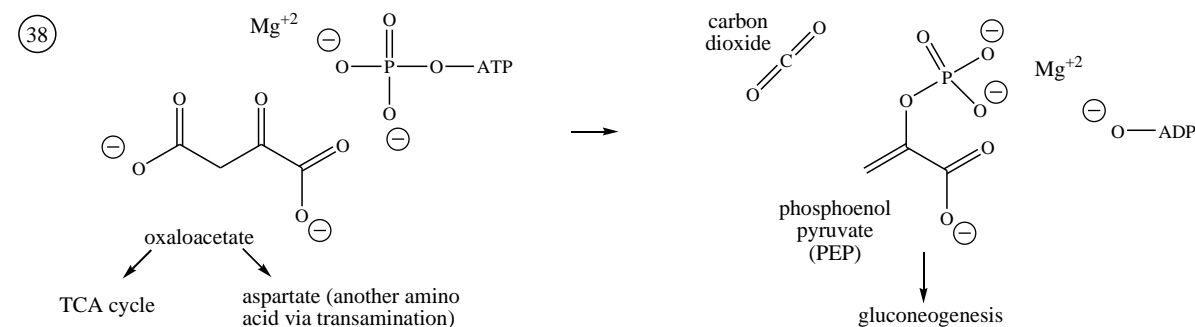 38
Mg+2
O
O
P
O
ATP
O
O
O
O
O
O
oxaloacetate
TCA cycle
aspartate (another amino
acid via transamination)
carbon
dioxide
O
C
O
O
O
P
O
O
Mg+2
O
ADP
O
O
phosphoenol
pyruvate
(PEP)
gluconeogenesis